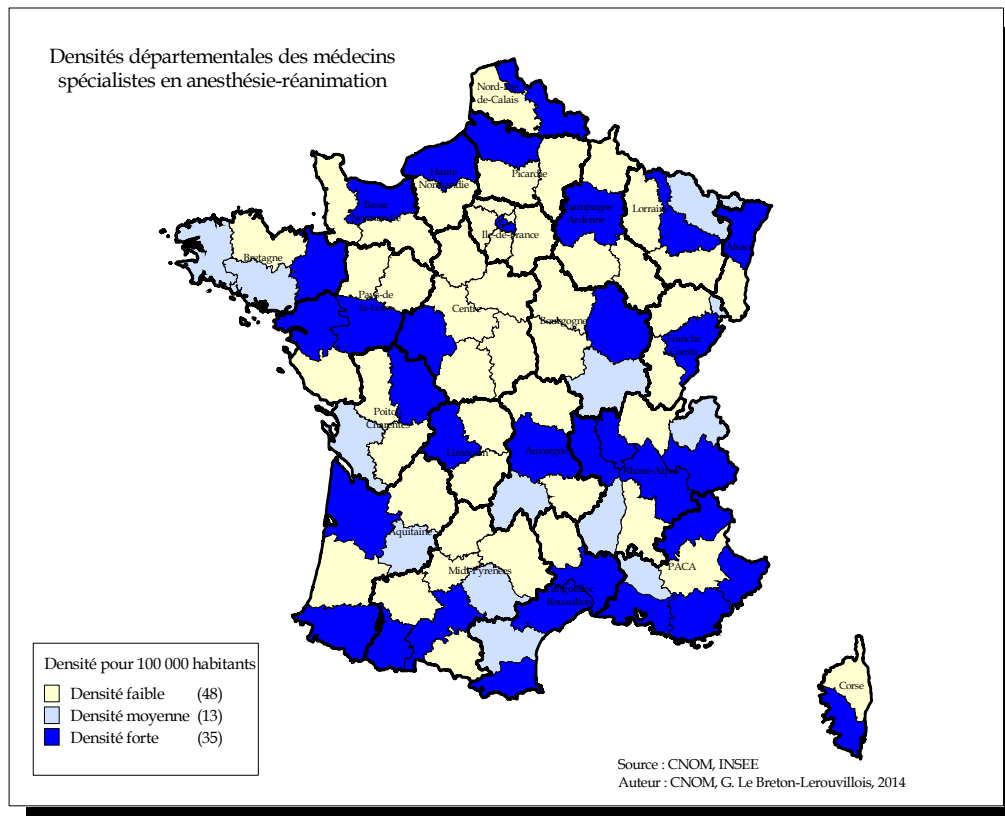 Densités départementales des médecins
spécialistes en anesthésie-réanimation
Nord-
de-Calais
Haute
Normandie
Picardie
Basse
Normandie
Ile-de-France
Champagne
Ardenne
Lorraine
Alsace
Bretagne
Pays-de
la-Loire
Centre
Bourgogne
Franche
Comté
Poitou
Charentes
Limousin
Auvergne
Rhône-Alpes
Aquitaine
Midi-Pyrénées
Languedoc
Roussillon
PACA
Corse
Densité pour 100 000 habitants
Densité faible (48)
Densité moyenne (13)
Densité forte (35)
Source : CNOM, INSEE
Auteur : CNOM, G. Le Breton-Lerouvillois, 2014